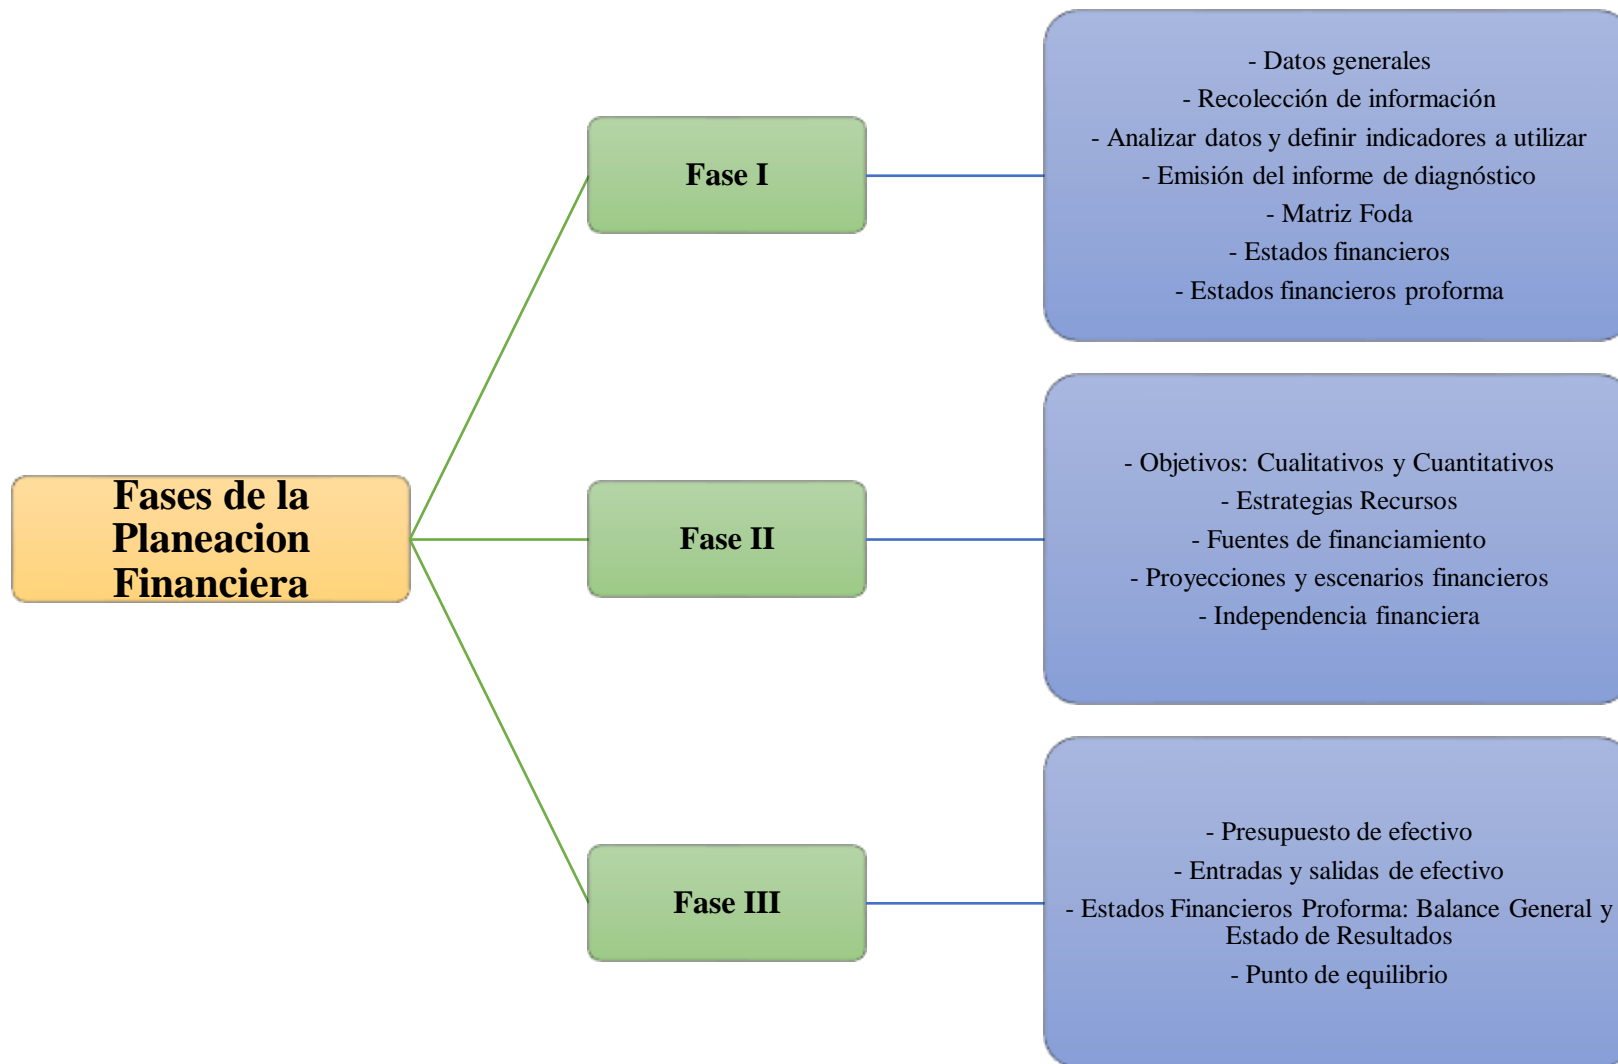 Fases de la
Planeacion
Financiera
Fase I
- Datos generales
- Recolección de información
- Analizar datos y definir indicadores a utilizar
- Emisión del informe de diagnóstico
- Matriz Foda
- Estados financieros
- Estados financieros proforma
Fase II
- Objetivos: Cualitativos y Cuantitativos
- Estrategias Recursos
- Fuentes de financiamiento
- Proyecciones y escenarios financieros
- Independencia financiera
Fase III
- Presupuesto de efectivo
- Entradas y salidas de efectivo
- Estados Financieros Proforma: Balance General y
Estado de Resultados
- Punto de equilibrio